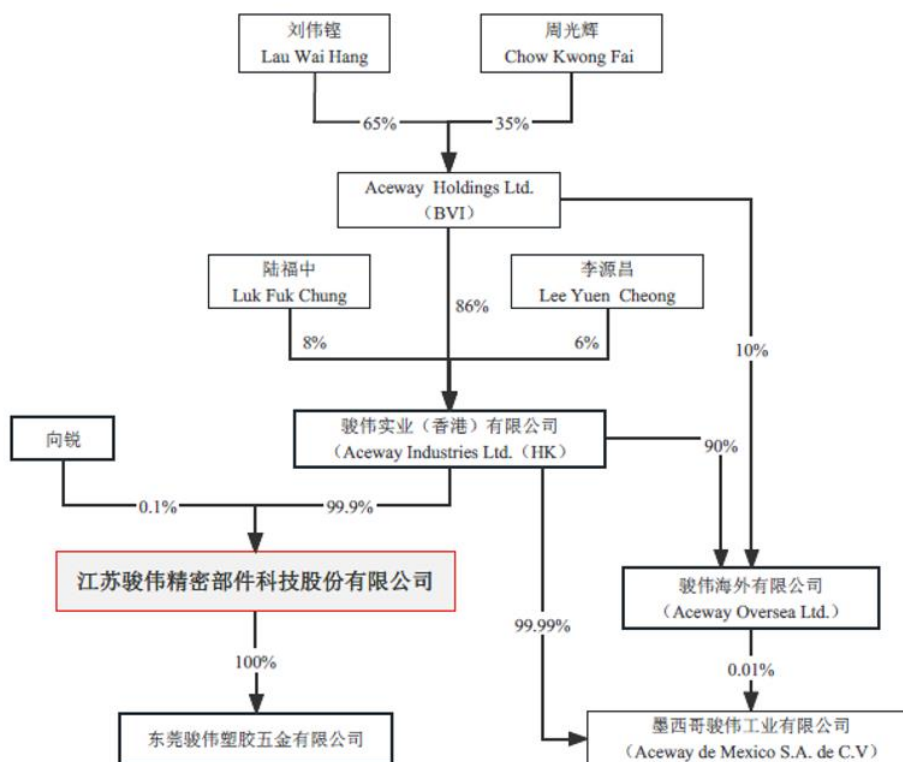 刘伟铿
Lau Wai Hang
周光辉
Chow Kwong Fai
65%
35%
Aceway Holdings Ltd.
（BVI）
陆福中
Luk Fuk Chung
李源昌
Lee Yuen Cheong
86%
8%
6%
10%
向锐
骏伟实业（香港）有限公司
（Aceway Industries Ltd.（HK）
90%
0.1%
99.9%
江苏骏伟精密部件科技股份有限公司
骏伟海外有限公司
（Aceway Oversea Ltd.）
99.99%
100%
0.01%
东莞骏伟塑胶五金有限公司
墨西哥骏伟工业有限公司
（Aceway de Mexico S.A. de C.V）